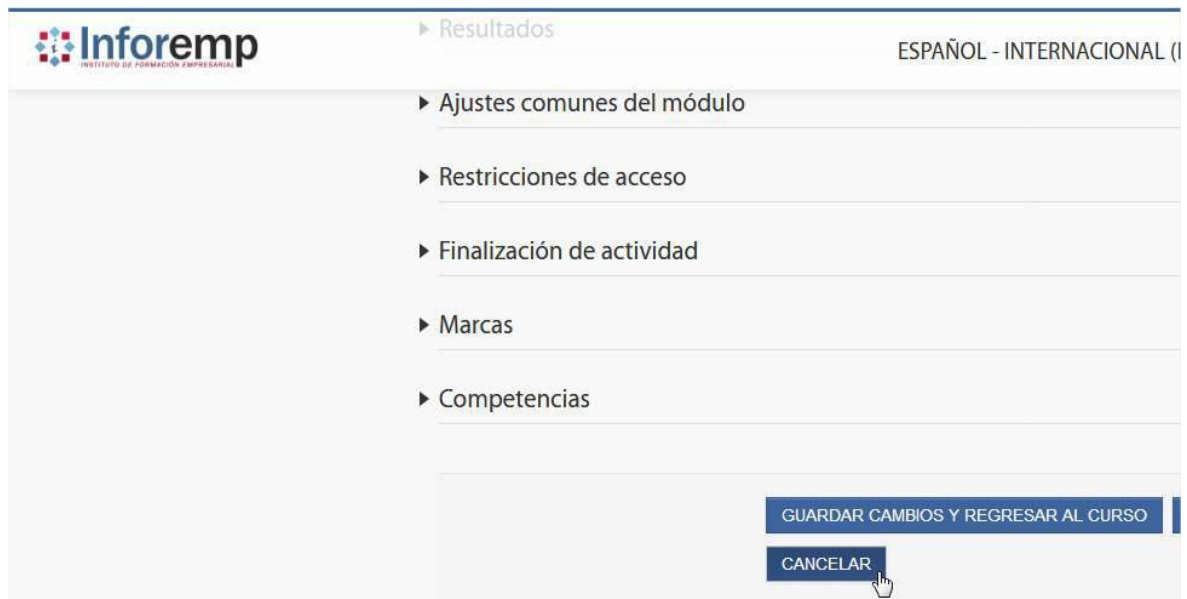 Inforemp
INSTITUTO DE FORMACIÓN EMPRESARIAL
Resultados
ESPAÑOL - INTERNACIONAL (
Ajustes comunes del módulo
Restricciones de acceso
Finalización de actividad
Marcas
Competencias
GUARDAR CAMBIOS Y REGRESAR AL CURSO
CANCELAR